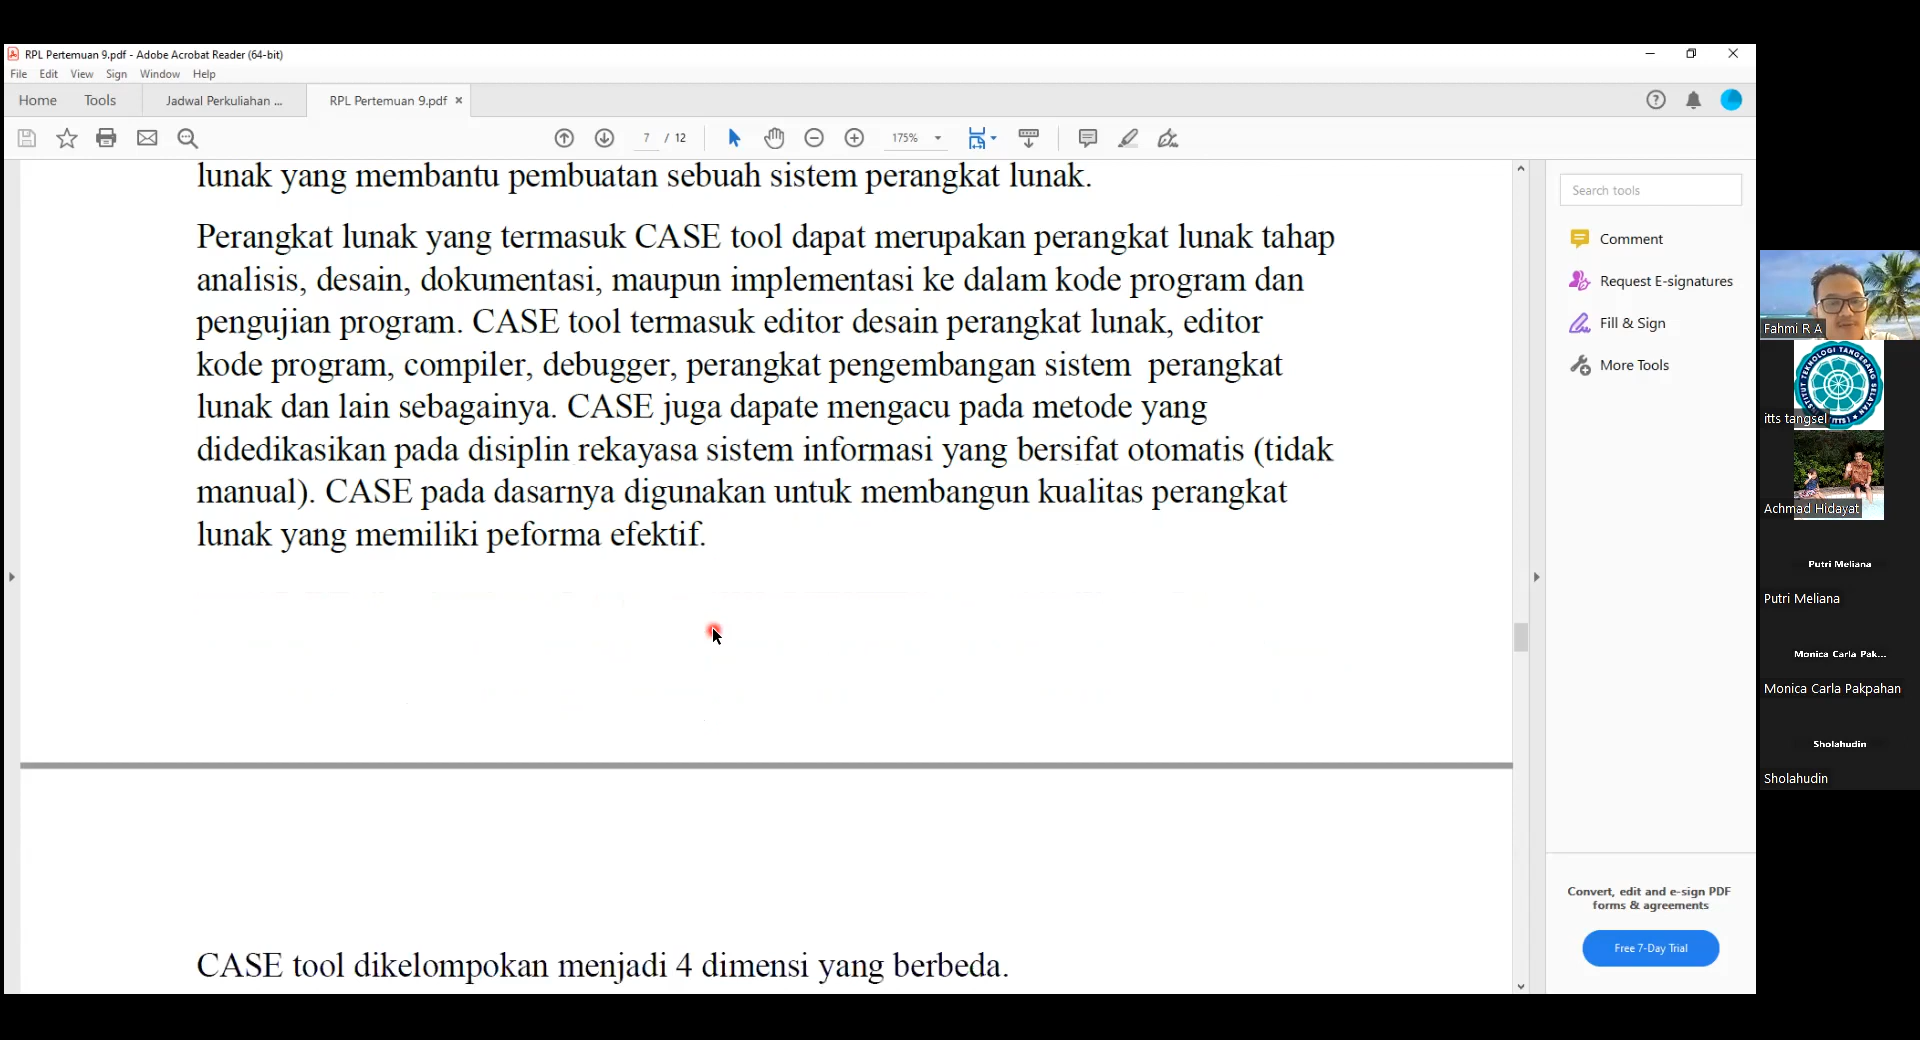 RPL Pertemuan 9.pdf - Adobe Acrobat Reader (64-bit)
File Edit View Sign Window Help
Home Tools Jadwal Perkuliahan ... RPL Pertemuan 9.pdf ×
7 / 12 175%
lunak yang membantu pembuatan sebuah sistem perangkat lunak.
Perangkat lunak yang termasuk CASE tool dapat merupakan perangkat lunak tahap
analisis, desain, dokumentasi, maupun implementasi ke dalam kode program dan
pengujian program. CASE tool termasuk editor desain perangkat lunak, editor
kode program, compiler, debugger, perangkat pengembangan sistem perangkat
lunak dan lain sebagainya. CASE juga dapate mengacu pada metode yang
didedikasikan pada disiplin rekayasa sistem informasi yang bersifat otomatis (tidak
manual). CASE pada dasarnya digunakan untuk membangun kualitas perangkat
lunak yang memiliki peforma efektif.
CASE tool dikelompokan menjadi 4 dimensi yang berbeda.
Search tools
Comment
Request E-signatures
Fill & Sign
More Tools
Convert, edit and e-sign PDF
forms & agreements
Free 7-Day Trial
Fahmi R A
INSTITUT TEKNOLOGI TANGERANG SELATAN
(ITTS)
itts tangsel
Achmad Hidayat
Putri Meliana
Putri Meliana
Monica Carla Pak...
Monica Carla Pakpahan
Sholahudin
Sholahudin